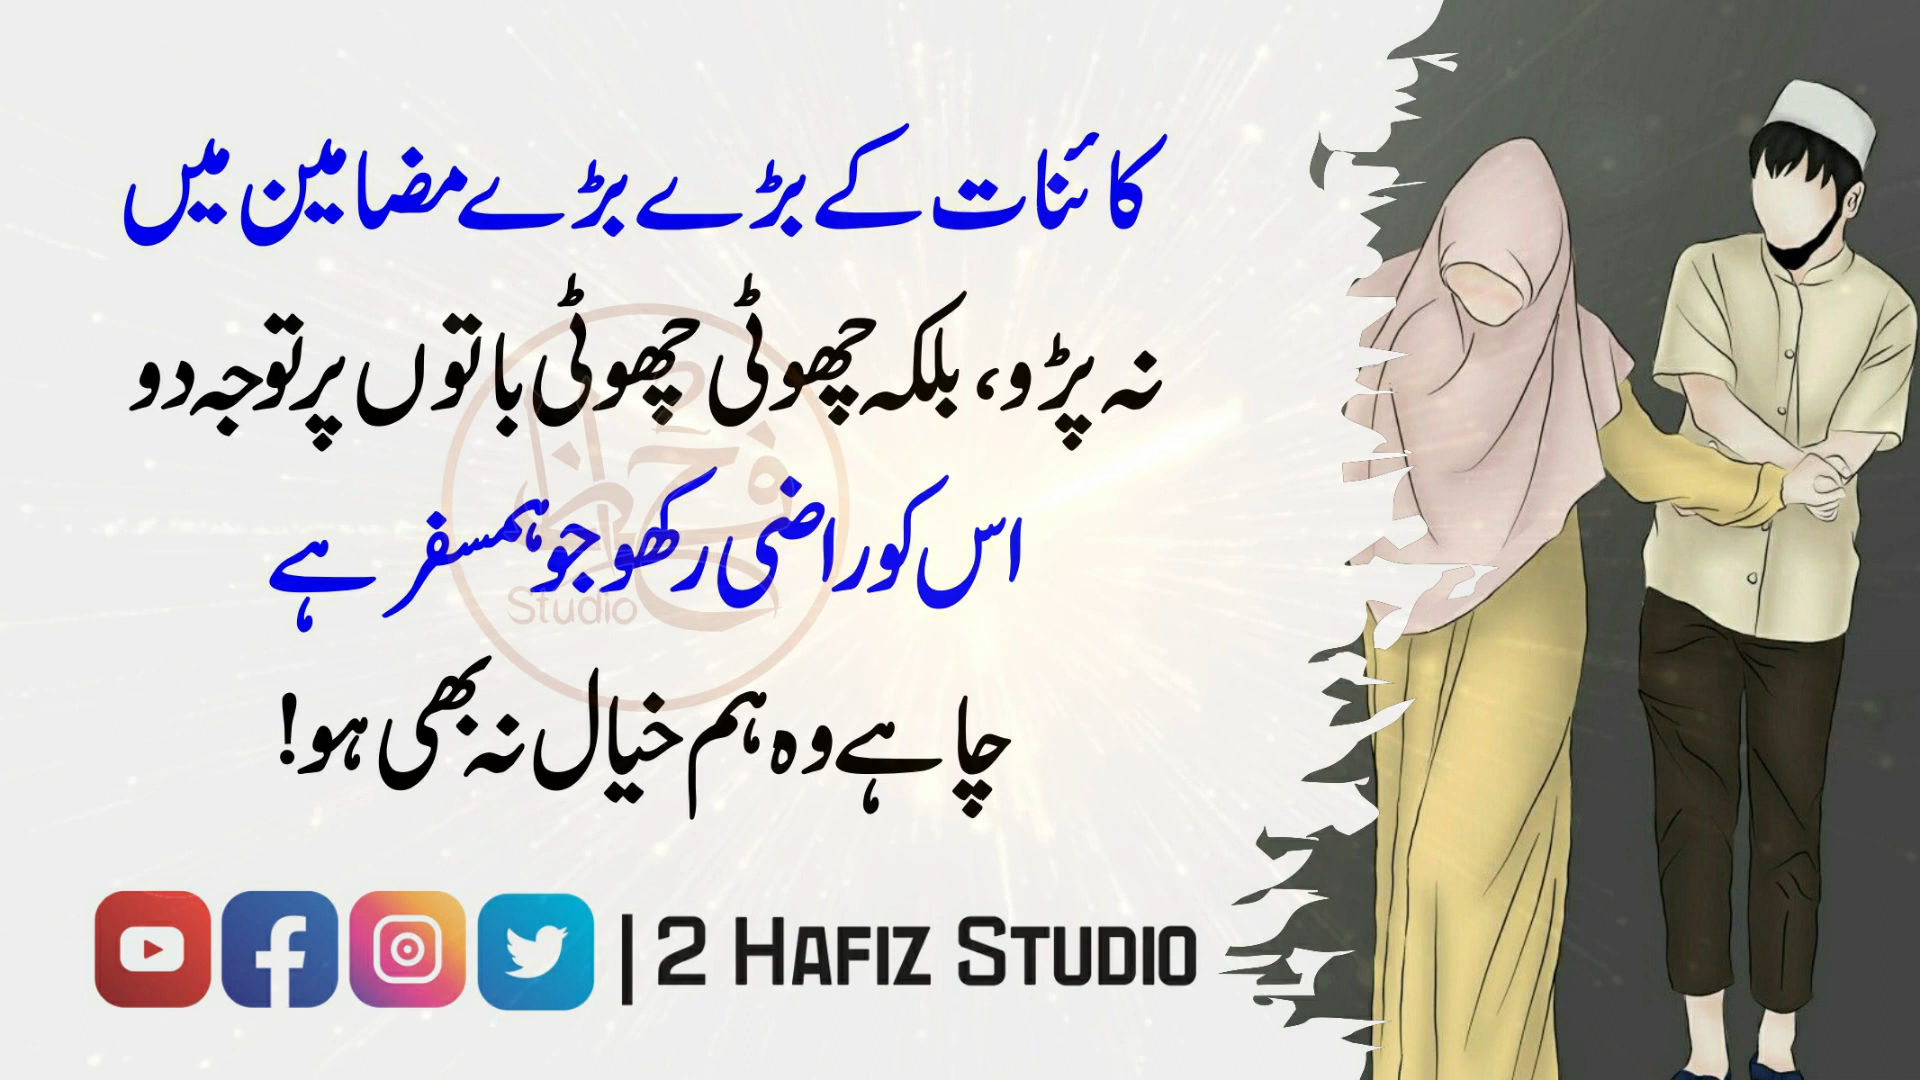 کائنات کے بڑے بڑے مضامین میں
نہ پڑو، بلکہ چھوٹی چھوٹی باتوں پر توجہ دو
اس کو راضی رکھو جو ہمسفر ہے
چاہے وہ ہم خیال نہ بھی ہو!
Studio
| 2 HAFIZ STUDIO